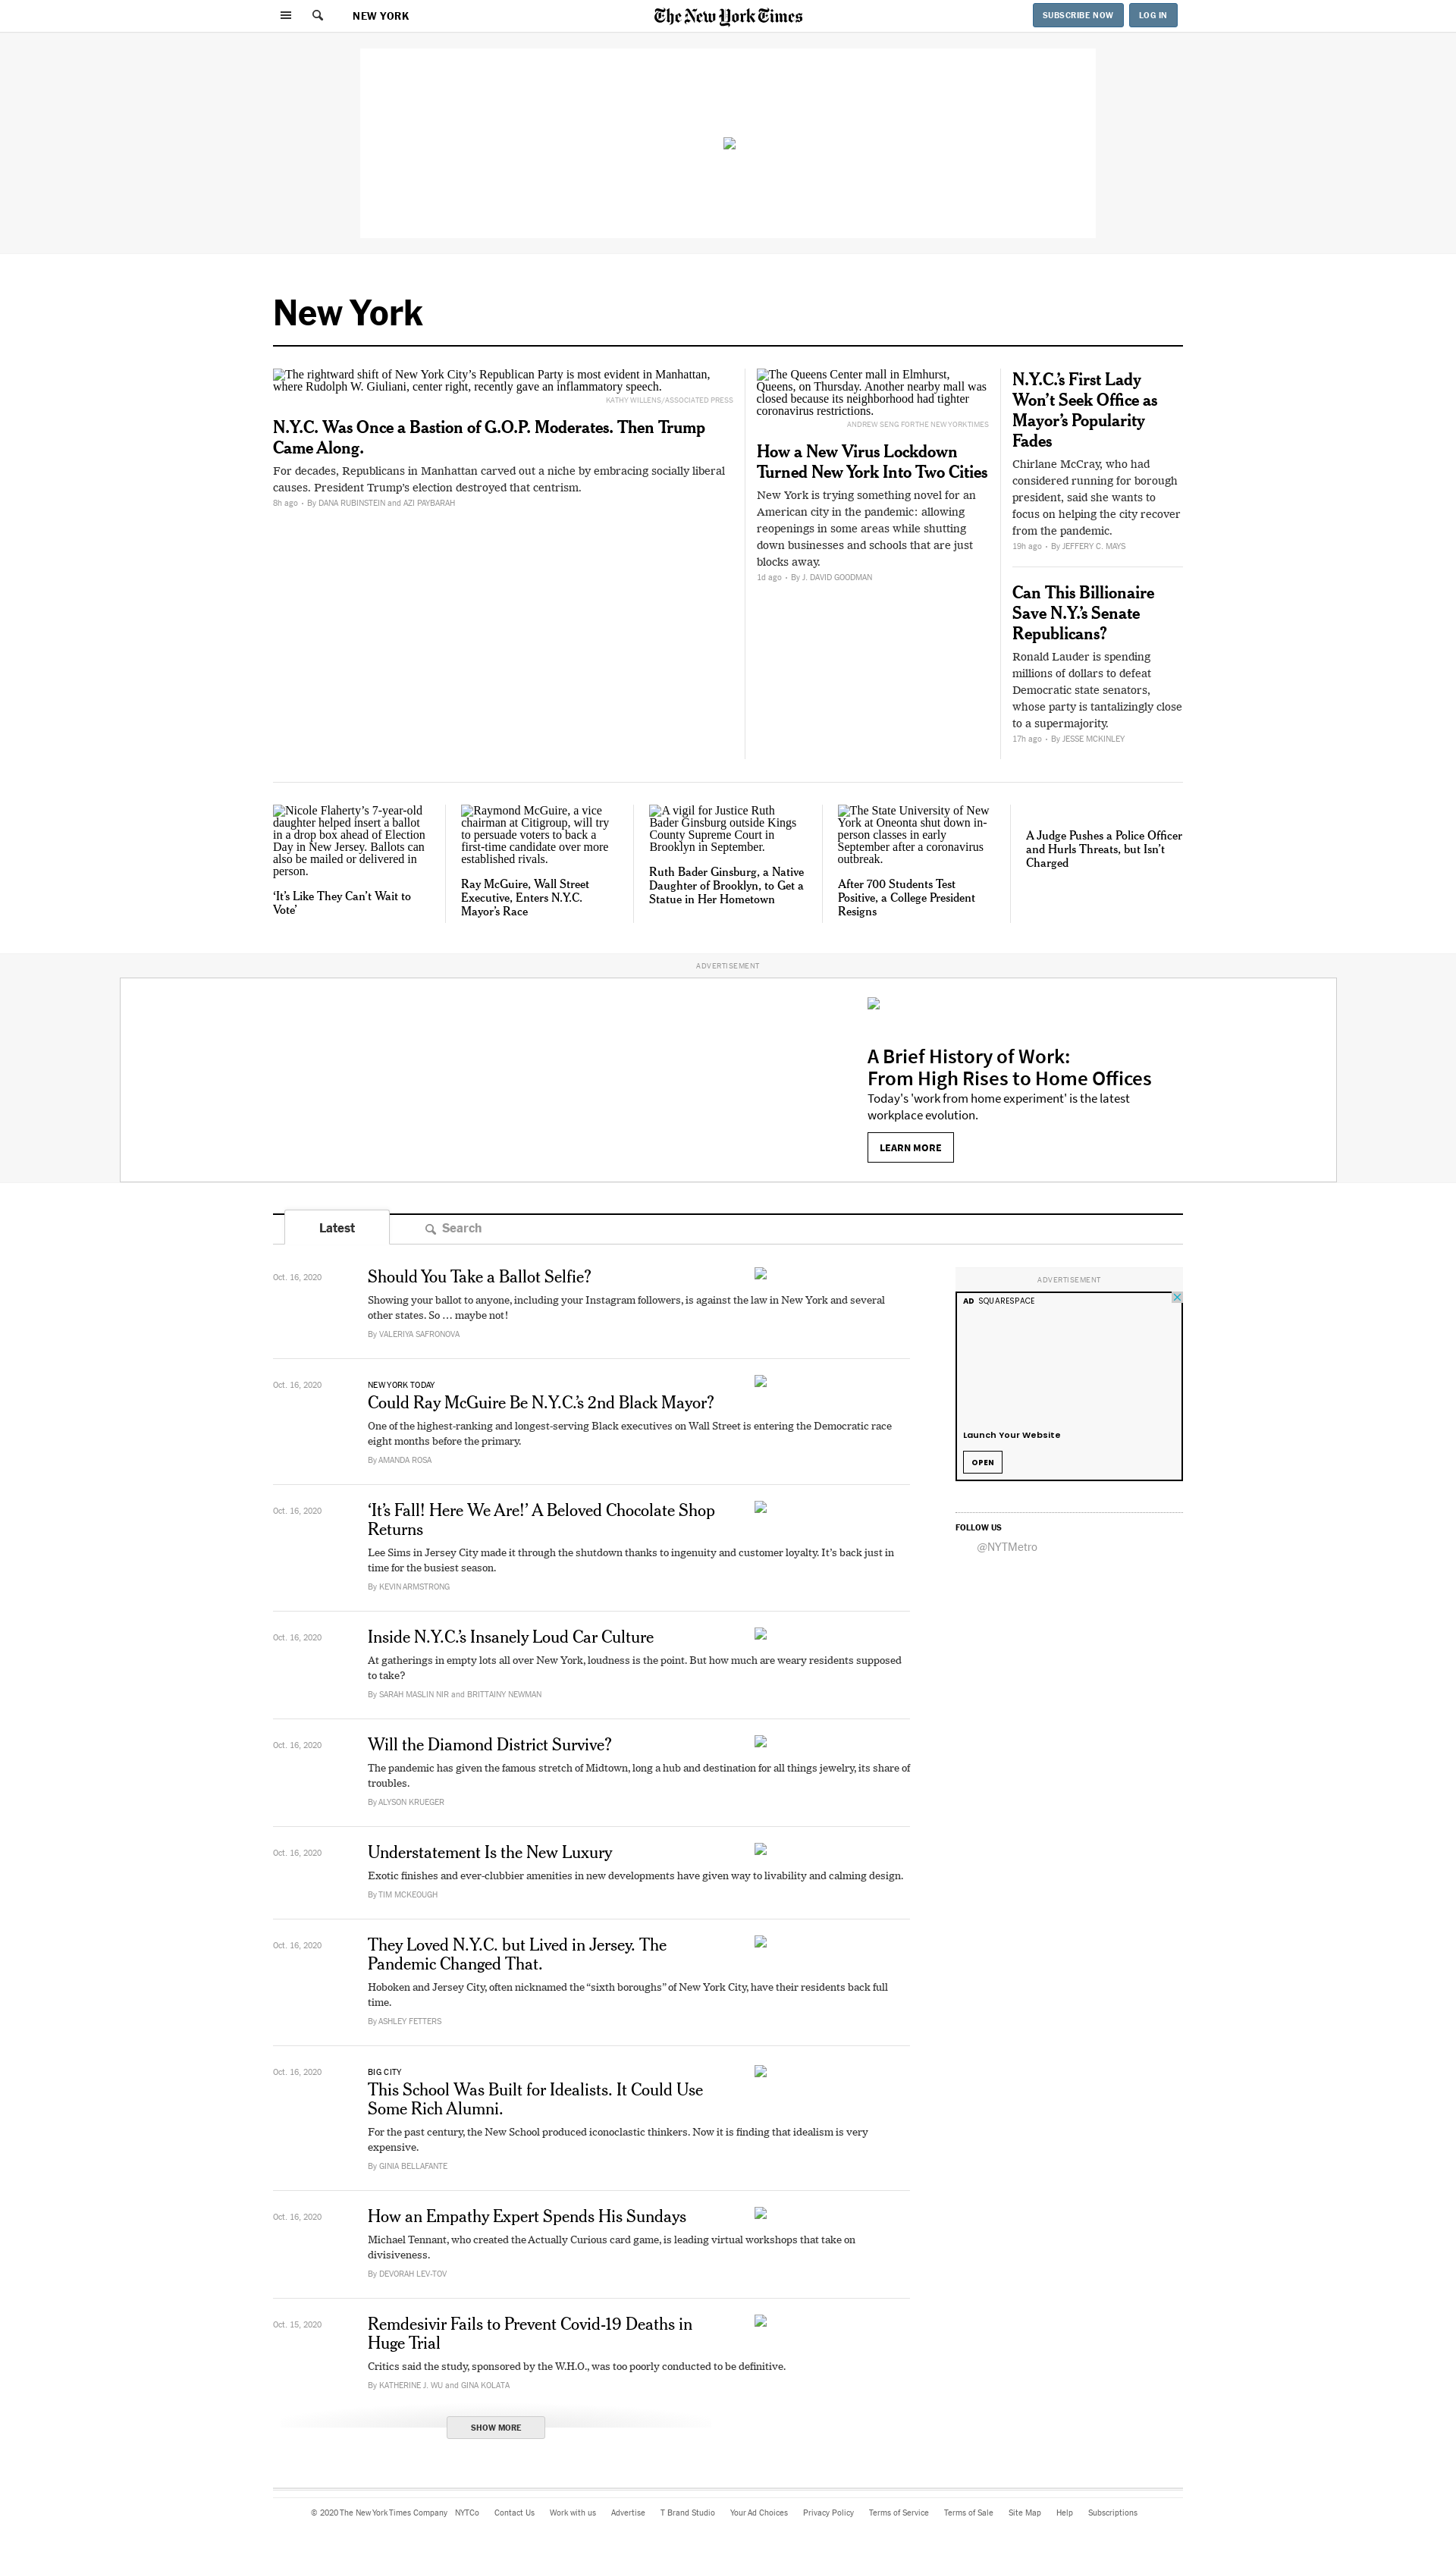 NEW YORK
The New York Times
SUBSCRIBE NOW
LOG IN
New York
The rightward shift of New York City’s Republican Party is most evident in Manhattan,
where Rudolph W. Giuliani, center right, recently gave an inflammatory speech.
KATHY WILLENS/ASSOCIATED PRESS
N.Y.C. Was Once a Bastion of G.O.P. Moderates. Then Trump
Came Along.
For decades, Republicans in Manhattan carved out a niche by embracing socially liberal
causes. President Trump’s election destroyed that centrism.
8h ago • By DANA RUBINSTEIN and AZI PAYBARAH
The Queens Center mall in Elmhurst,
Queens, on Thursday. Another nearby mall was
closed because its neighborhood had tighter
coronavirus restrictions.
ANDREW SENG FOR THE NEW YORK TIMES
How a New Virus Lockdown
Turned New York Into Two Cities
New York is trying something novel for an
American city in the pandemic: allowing
reopenings in some areas while shutting
down businesses and schools that are just
blocks away.
1d ago • By J. DAVID GOODMAN
N.Y.C.’s First Lady
Won’t Seek Office as
Mayor’s Popularity
Fades
Chirlane McCray, who had
considered running for borough
president, said she wants to
focus on helping the city recover
from the pandemic.
19h ago • By JEFFERY C. MAYS
Can This Billionaire
Save N.Y.’s Senate
Republicans?
Ronald Lauder is spending
millions of dollars to defeat
Democratic state senators,
whose party is tantalizingly close
to a supermajority.
17h ago • By JESSE MCKINLEY
Nicole Flaherty’s 7-year-old
daughter helped insert a ballot
in a drop box ahead of Election
Day in New Jersey. Ballots can
also be mailed or delivered in
person.
‘It’s Like They Can’t Wait to
Vote’
Raymond McGuire, a vice
chairman at Citigroup, will try
to persuade voters to back a
first-time candidate over more
established rivals.
Ray McGuire, Wall Street
Executive, Enters N.Y.C.
Mayor’s Race
A vigil for Justice Ruth
Bader Ginsburg outside Kings
County Supreme Court in
Brooklyn in September.
Ruth Bader Ginsburg, a Native
Daughter of Brooklyn, to Get a
Statue in Her Hometown
The State University of New
York at Oneonta shut down in-
person classes in early
September after a coronavirus
outbreak.
After 700 Students Test
Positive, a College President
Resigns
A Judge Pushes a Police Officer
and Hurls Threats, but Isn’t
Charged
ADVERTISEMENT
A Brief History of Work:
From High Rises to Home Offices
Today's 'work from home experiment' is the latest
workplace evolution.
LEARN MORE
Latest
Search
Oct. 16, 2020
Should You Take a Ballot Selfie?
Showing your ballot to anyone, including your Instagram followers, is against the law in New York and several
other states. So … maybe not!
By VALERIYA SAFRONOVA
Oct. 16, 2020
NEW YORK TODAY
Could Ray McGuire Be N.Y.C.’s 2nd Black Mayor?
One of the highest-ranking and longest-serving Black executives on Wall Street is entering the Democratic race
eight months before the primary.
By AMANDA ROSA
Oct. 16, 2020
‘It’s Fall! Here We Are!’ A Beloved Chocolate Shop
Returns
Lee Sims in Jersey City made it through the shutdown thanks to ingenuity and customer loyalty. It’s back just in
time for the busiest season.
By KEVIN ARMSTRONG
Oct. 16, 2020
Inside N.Y.C.’s Insanely Loud Car Culture
At gatherings in empty lots all over New York, loudness is the point. But how much are weary residents supposed
to take?
By SARAH MASLIN NIR and BRITTAINY NEWMAN
Oct. 16, 2020
Will the Diamond District Survive?
The pandemic has given the famous stretch of Midtown, long a hub and destination for all things jewelry, its share of
troubles.
By ALYSON KRUEGER
Oct. 16, 2020
Understatement Is the New Luxury
Exotic finishes and ever-clubbier amenities in new developments have given way to livability and calming design.
By TIM MCKEOUGH
Oct. 16, 2020
They Loved N.Y.C. but Lived in Jersey. The
Pandemic Changed That.
Hoboken and Jersey City, often nicknamed the “sixth boroughs” of New York City, have their residents back full
time.
By ASHLEY FETTERS
Oct. 16, 2020
BIG CITY
This School Was Built for Idealists. It Could Use
Some Rich Alumni.
For the past century, the New School produced iconoclastic thinkers. Now it is finding that idealism is very
expensive.
By GINIA BELLAFANTE
Oct. 16, 2020
How an Empathy Expert Spends His Sundays
Michael Tennant, who created the Actually Curious card game, is leading virtual workshops that take on
divisiveness.
By DEVORAH LEV-TOV
Oct. 15, 2020
Remdesivir Fails to Prevent Covid-19 Deaths in
Huge Trial
Critics said the study, sponsored by the W.H.O., was too poorly conducted to be definitive.
By KATHERINE J. WU and GINA KOLATA
SHOW MORE
ADVERTISEMENT
AD SQUARESPACE
Launch Your Website
OPEN
FOLLOW US
@NYTMetro
© 2020 The New York Times Company NYTCo Contact Us Work with us Advertise T Brand Studio Your Ad Choices Privacy Policy Terms of Service Terms of Sale Site Map Help Subscriptions